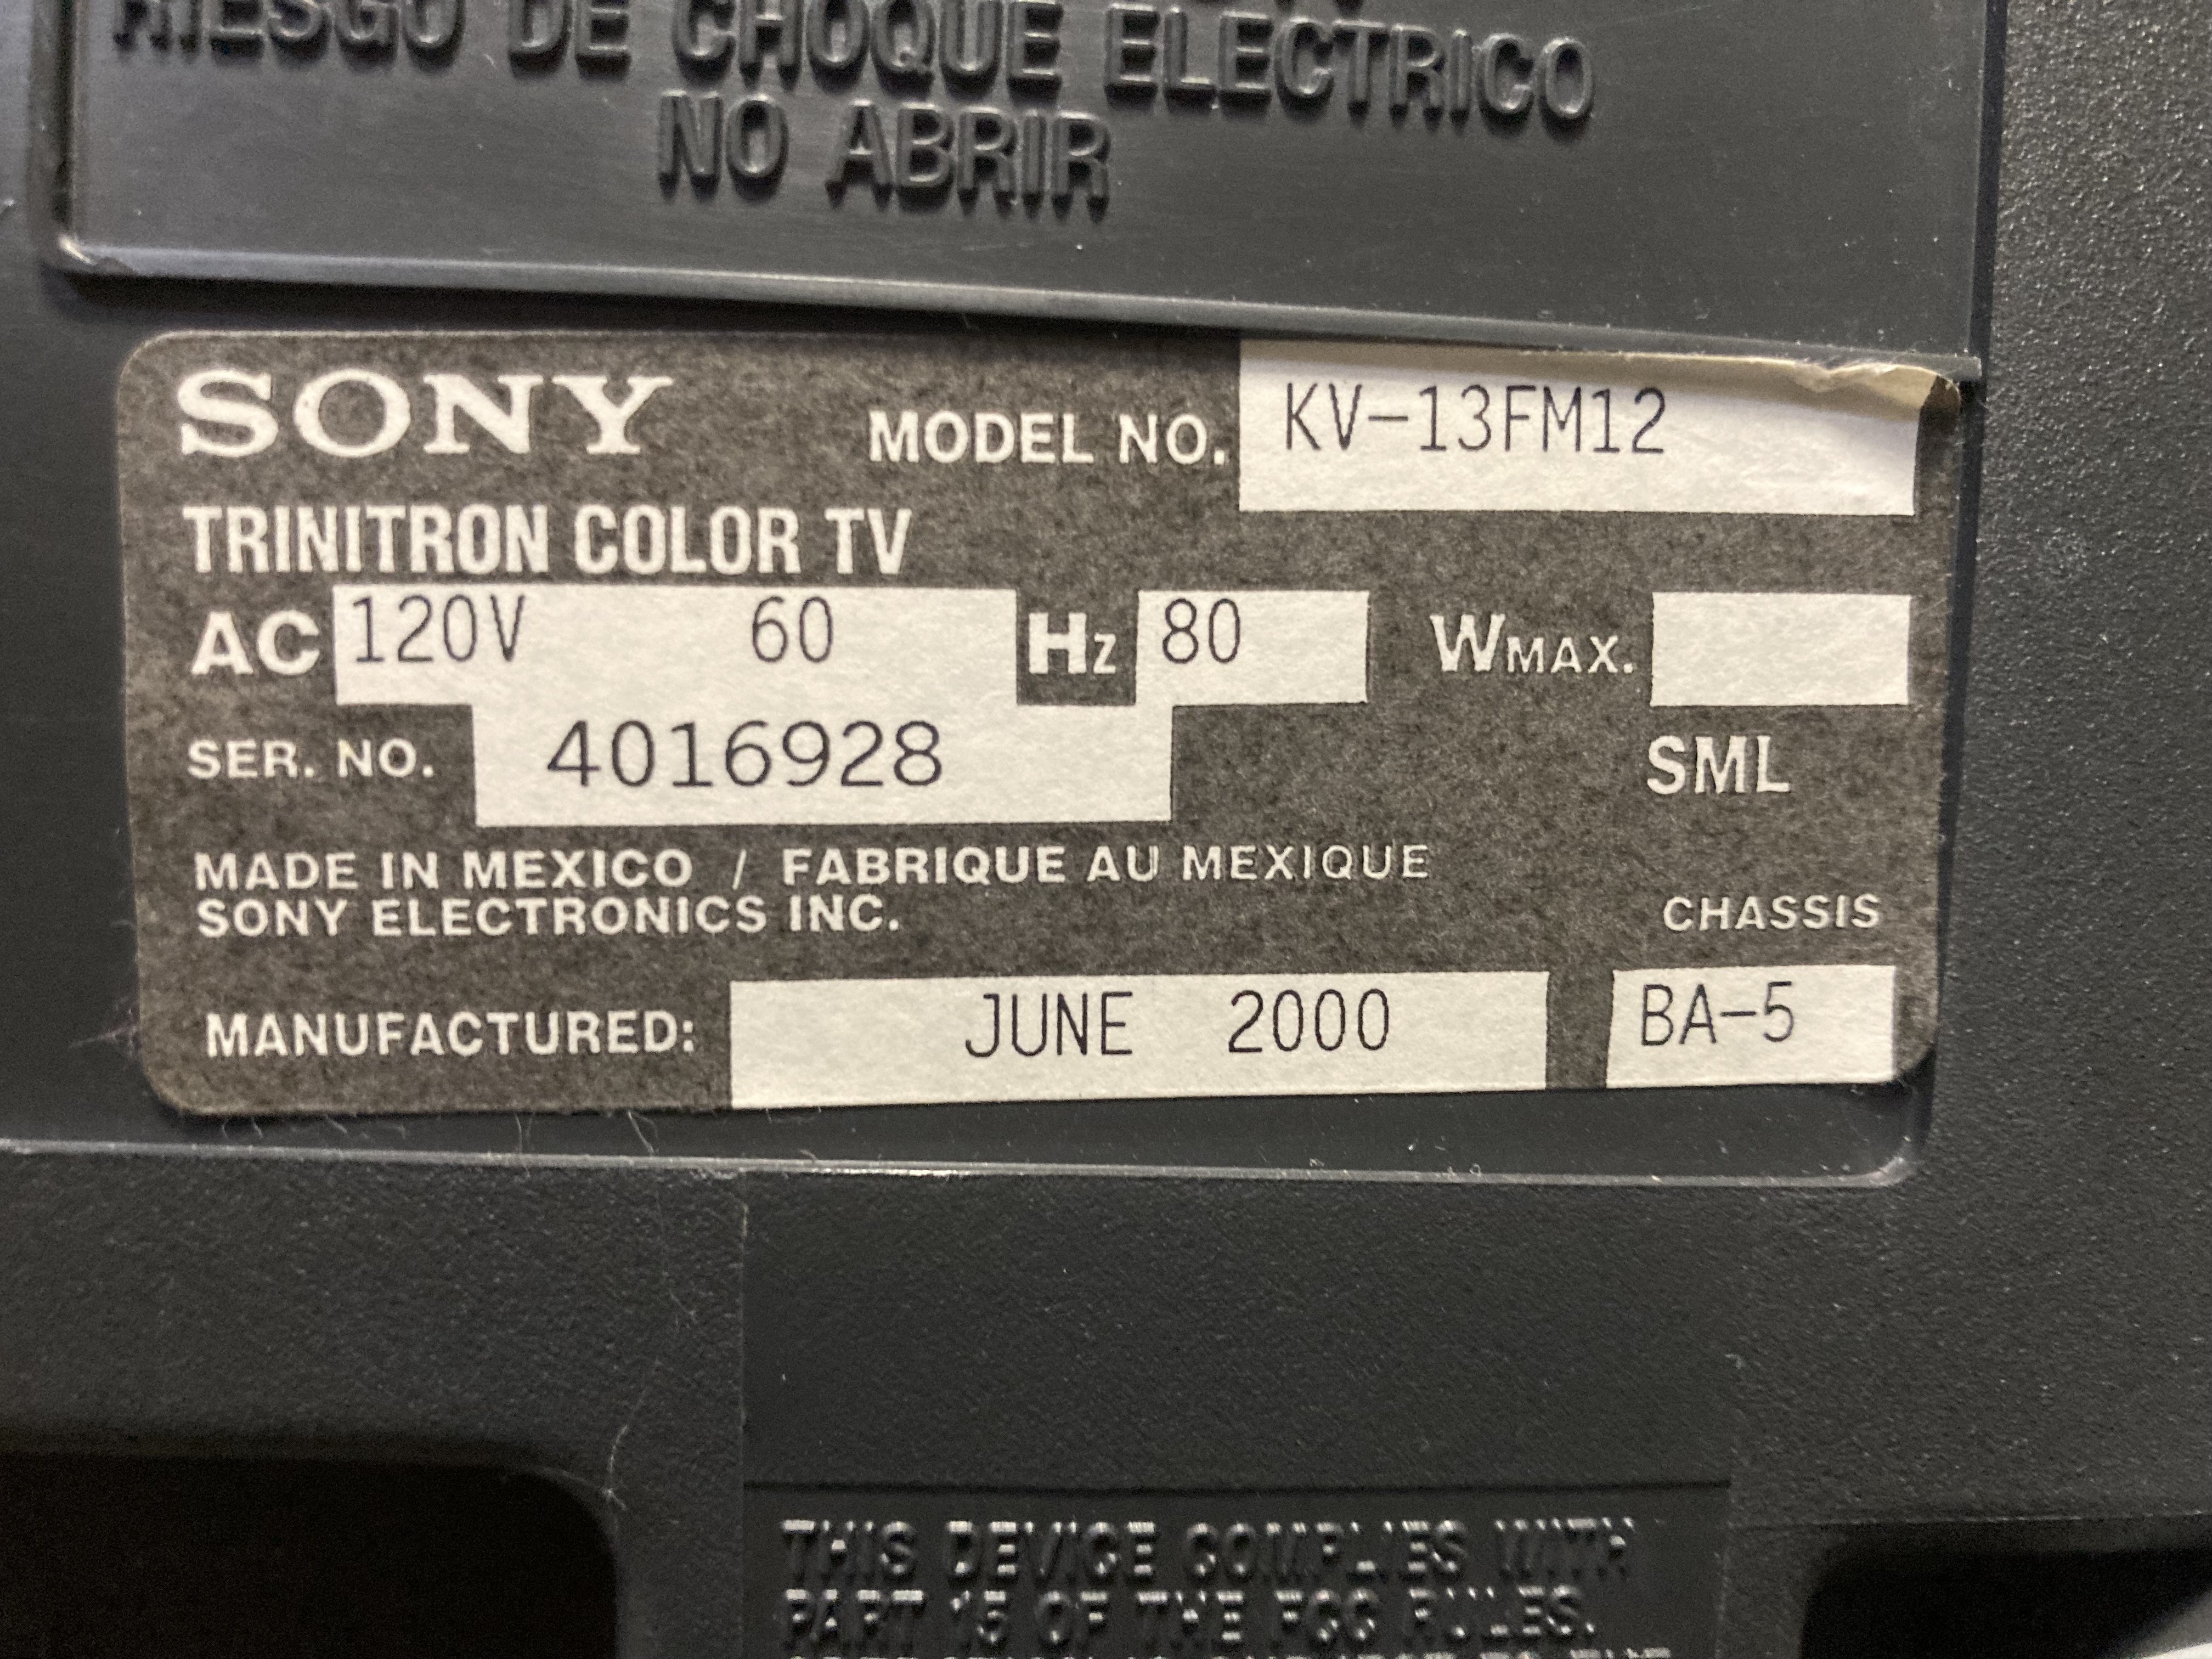 RIESGO DE CHOQUE ELECTRICO
NO ABRIR
SONY
MODEL NO. KV-13FM12
TRINITRON COLOR TV
AC 120V 60 Hz 80 WMAX.
SER. NO. 4016928
SML
MADE IN MEXICO / FABRIQUE AU MEXIQUE
SONY ELECTRONICS INC.
CHASSIS
MANUFACTURED: JUNE 2000 BA-5
THIS DEVICE COMPLIES WITH
PART 15 OF THE FCC RULES.